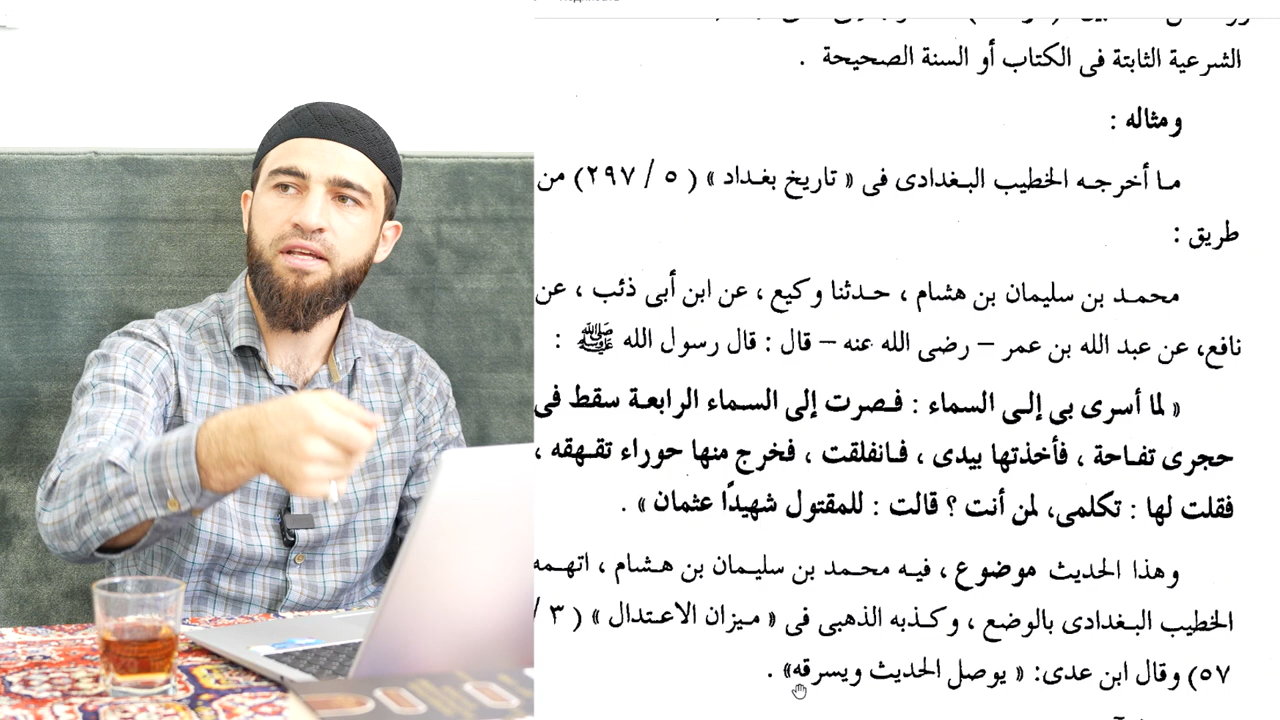 الشرعية الثابتة فى الكتاب أو السنة الصحيحة .
ومثاله :
ما أخرجه الخطيب البغدادى فى « تاريخ بغداد » ( ٥ / ٢٩٧) من
طريق :
محمد بن سليمان بن هشام ، حدثنا وكيع ، عن ابن أبى ذئب ، عن
نافع، عن عبد الله بن عمر – رضى الله عنه – قال : قال رسول الله ﷺ :
« لما أسرى بى إلى السماء : فصرت إلى السماء الرابعة سقط فى
حجرى تفاحة ، فأخذتها بيدى ، فانفلقت ، فخرج منها حوراء تقهقه ،
فقلت لها : تكلمى، لمن أنت ؟ قالت : للمقتول شهيدًا عثمان » .
وهذا الحديث موضوع ، فيه محمد بن سليمان بن هشام ، اتهمه
الخطيب البغدادى بالوضع ، وكذبه الذهبى فى « ميزان الاعتدال » ( ٣ /
٥٧) وقال ابن عدى: « يوصل الحديث ويسرقه» .